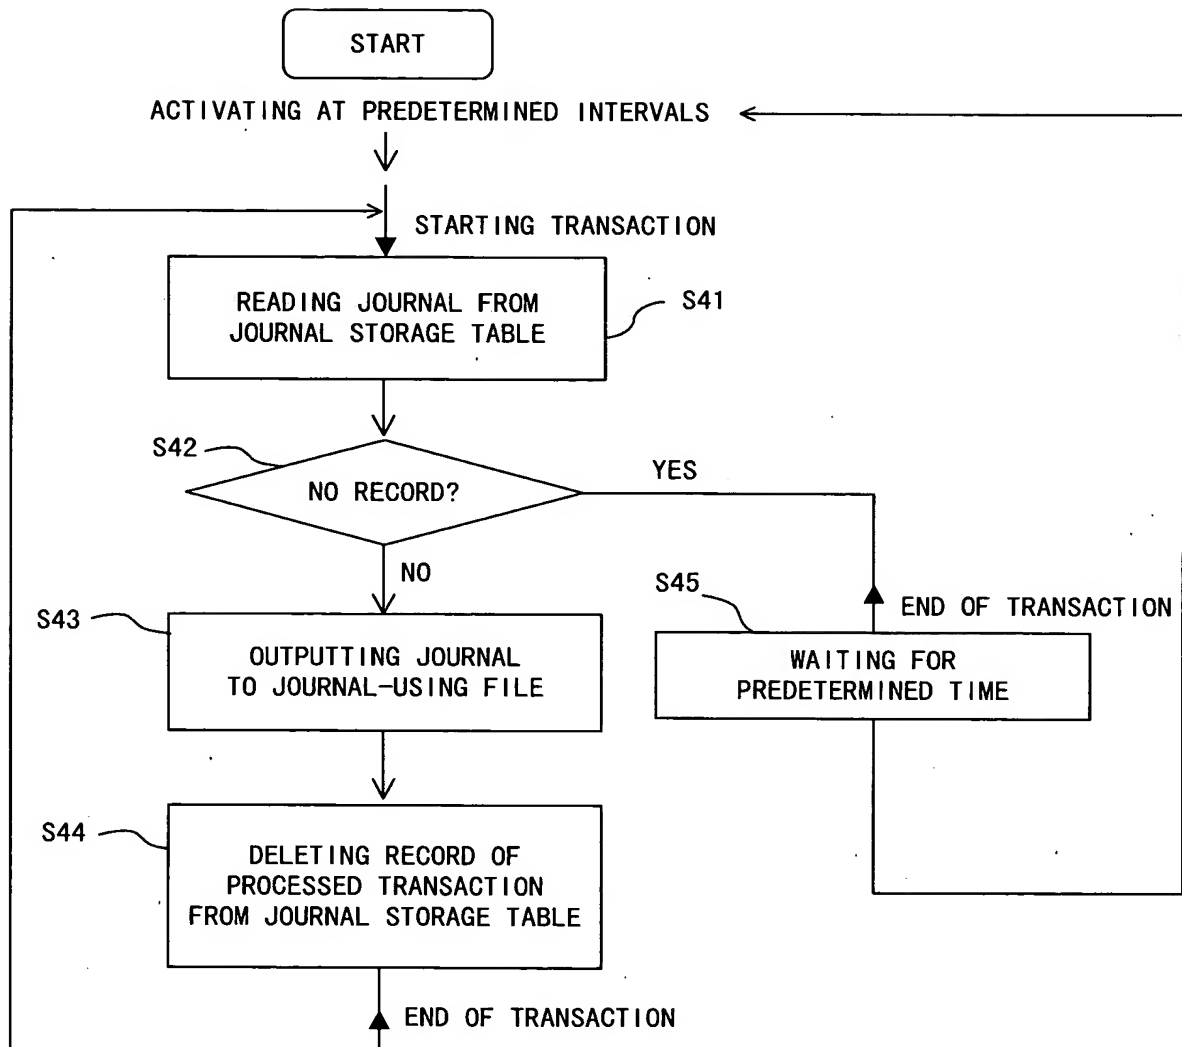 START
ACTIVATING AT PREDETERMINED INTERVALS
STARTING TRANSACTION
READING JOURNAL FROM
JOURNAL STORAGE TABLE
S41
S42
NO RECORD?
YES
NO
S43
OUTPUTTING JOURNAL
TO JOURNAL-USING FILE
S45
END OF TRANSACTION
WAITING FOR
PREDETERMINED TIME
S44
DELETING RECORD OF
PROCESSED TRANSACTION
FROM JOURNAL STORAGE TABLE
END OF TRANSACTION